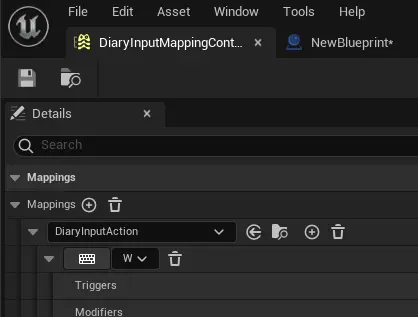 File Edit Asset Window Tools Help
DiaryInputMappingCont... × NewBlueprint*
Details ×
Search
Mappings
Mappings
DiaryInputAction
W
Triggers
Modifiers